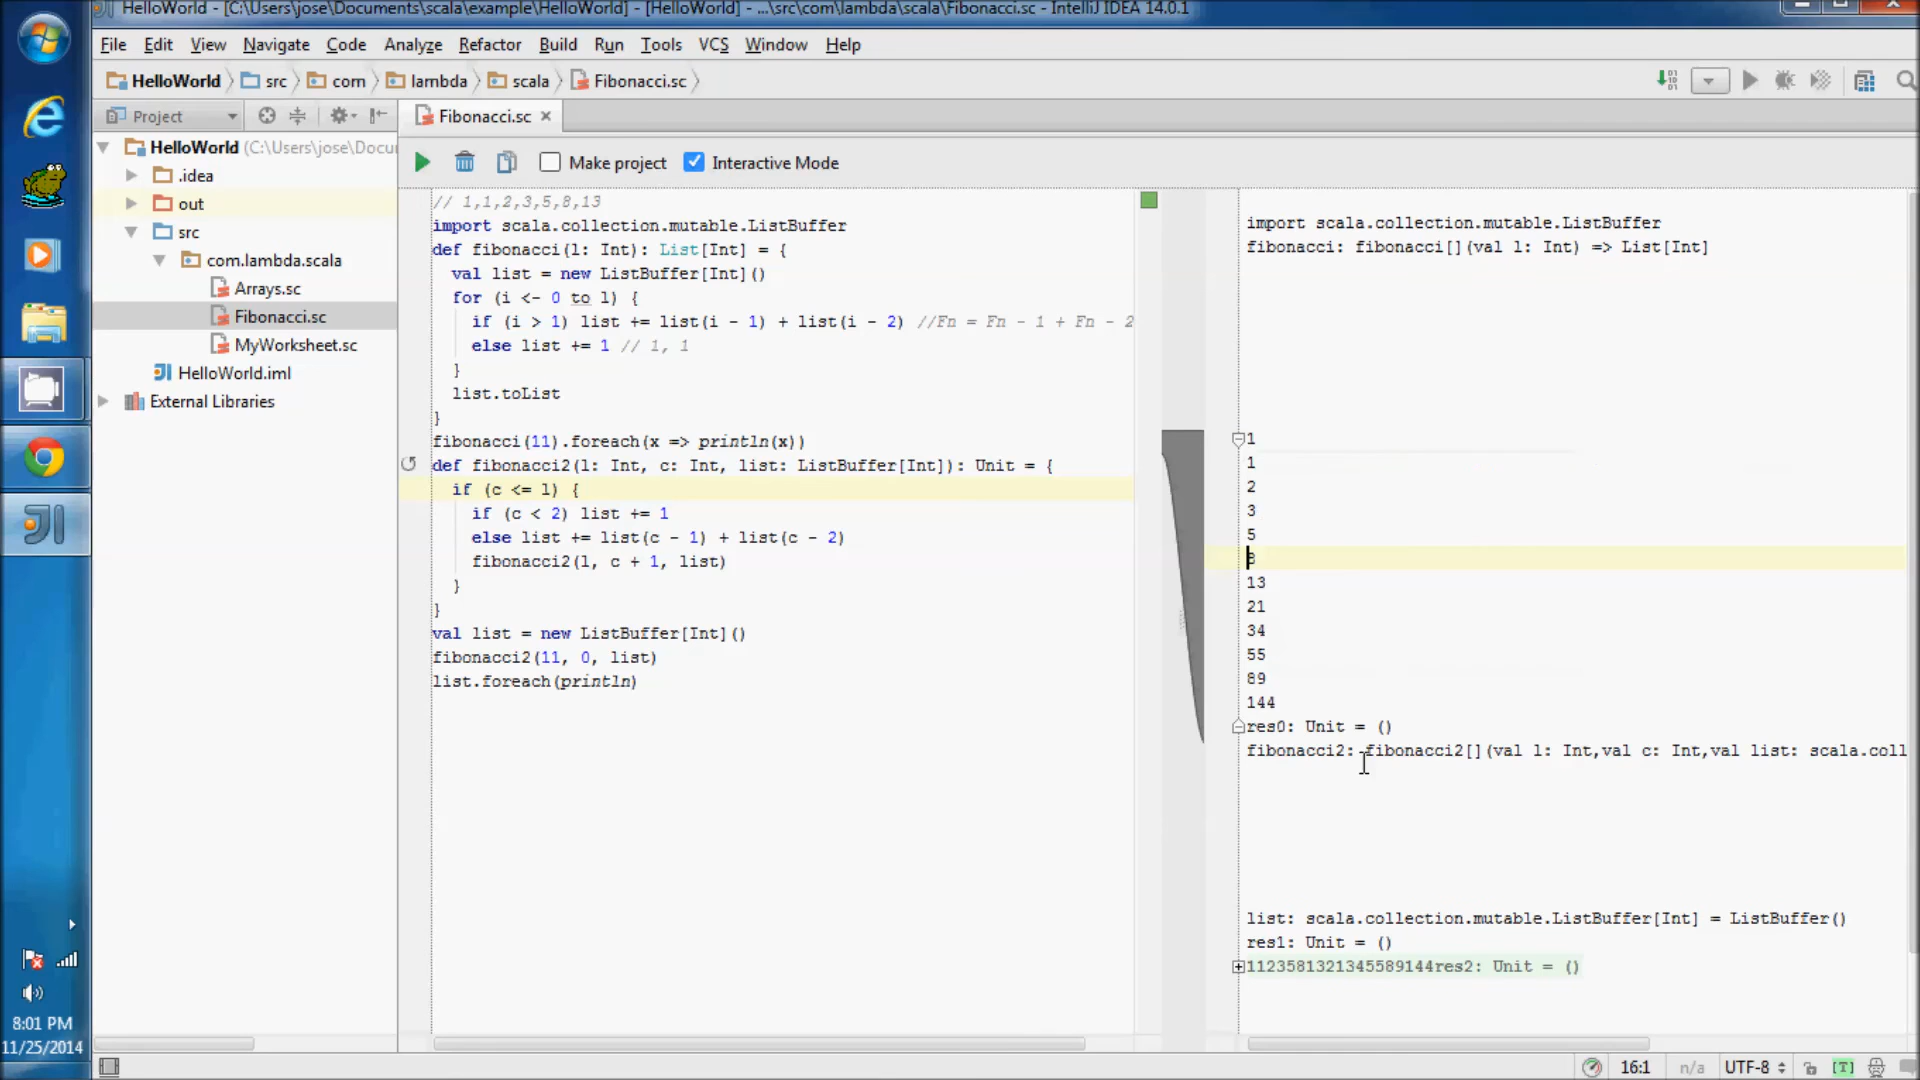 HelloWorld - [C:\Users\jose\Documents\scala\example\HelloWorld] - [HelloWorld] - ...\src\com\lambda\scala\Fibonacci.sc - IntelliJ IDEA 14.0.1
File Edit View Navigate Code Analyze Refactor Build Run Tools VCS Window Help
HelloWorld src com lambda scala Fibonacci.sc
Project
Fibonacci.sc
HelloWorld (C:\Users\jose\Docu
.idea
out
src
com.lambda.scala
Arrays.sc
Fibonacci.sc
MyWorksheet.sc
HelloWorld.iml
External Libraries
Make project Interactive Mode
// 1,1,2,3,5,8,13
import scala.collection.mutable.ListBuffer
def fibonacci(l: Int): List[Int] = {
val list = new ListBuffer[Int]()
for (i <- 0 to l) {
if (i > 1) list += list(i - 1) + list(i - 2) //Fn = Fn - 1 + Fn - 2
else list += 1 // 1, 1
}
list.toList
}
fibonacci(11).foreach(x => println(x))
def fibonacci2(l: Int, c: Int, list: ListBuffer[Int]): Unit = {
if (c <= l) {
if (c < 2) list += 1
else list += list(c - 1) + list(c - 2)
fibonacci2(l, c + 1, list)
}
}
val list = new ListBuffer[Int]()
fibonacci2(11, 0, list)
list.foreach(println)
import scala.collection.mutable.ListBuffer
fibonacci: fibonacci[](val l: Int) => List[Int]
1
1
2
3
5
8
13
21
34
55
89
144
res0: Unit = ()
fibonacci2: fibonacci2[](val l: Int,val c: Int,val list: scala.coll
list: scala.collection.mutable.ListBuffer[Int] = ListBuffer()
res1: Unit = ()
1123581321345589144res2: Unit = ()
8:01 PM
11/25/2014
16:1 n/a UTF-8 [T]